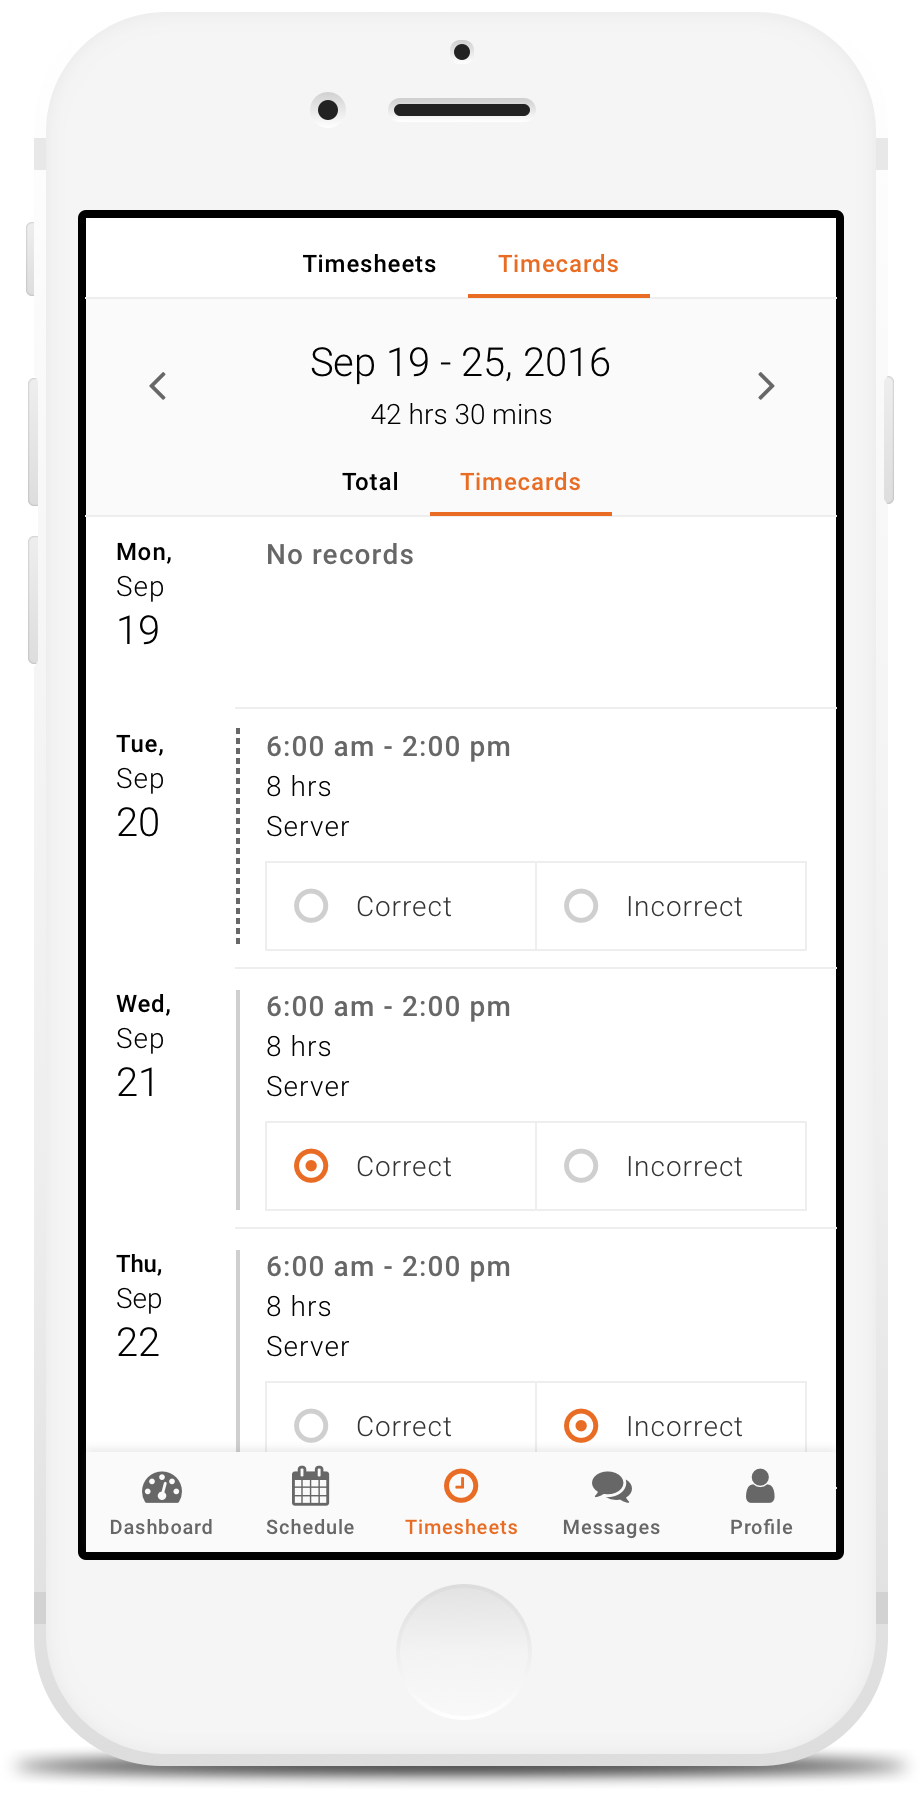 Timesheets Timecards
Sep 19 - 25, 2016
42 hrs 30 mins
Total Timecards
Mon,
Sep
19
No records
Tue,
Sep
20
6:00 am - 2:00 pm
8 hrs
Server
Correct Incorrect
Wed,
Sep
21
6:00 am - 2:00 pm
8 hrs
Server
Correct Incorrect
Thu,
Sep
22
6:00 am - 2:00 pm
8 hrs
Server
Correct Incorrect
Dashboard Schedule Timesheets Messages Profile